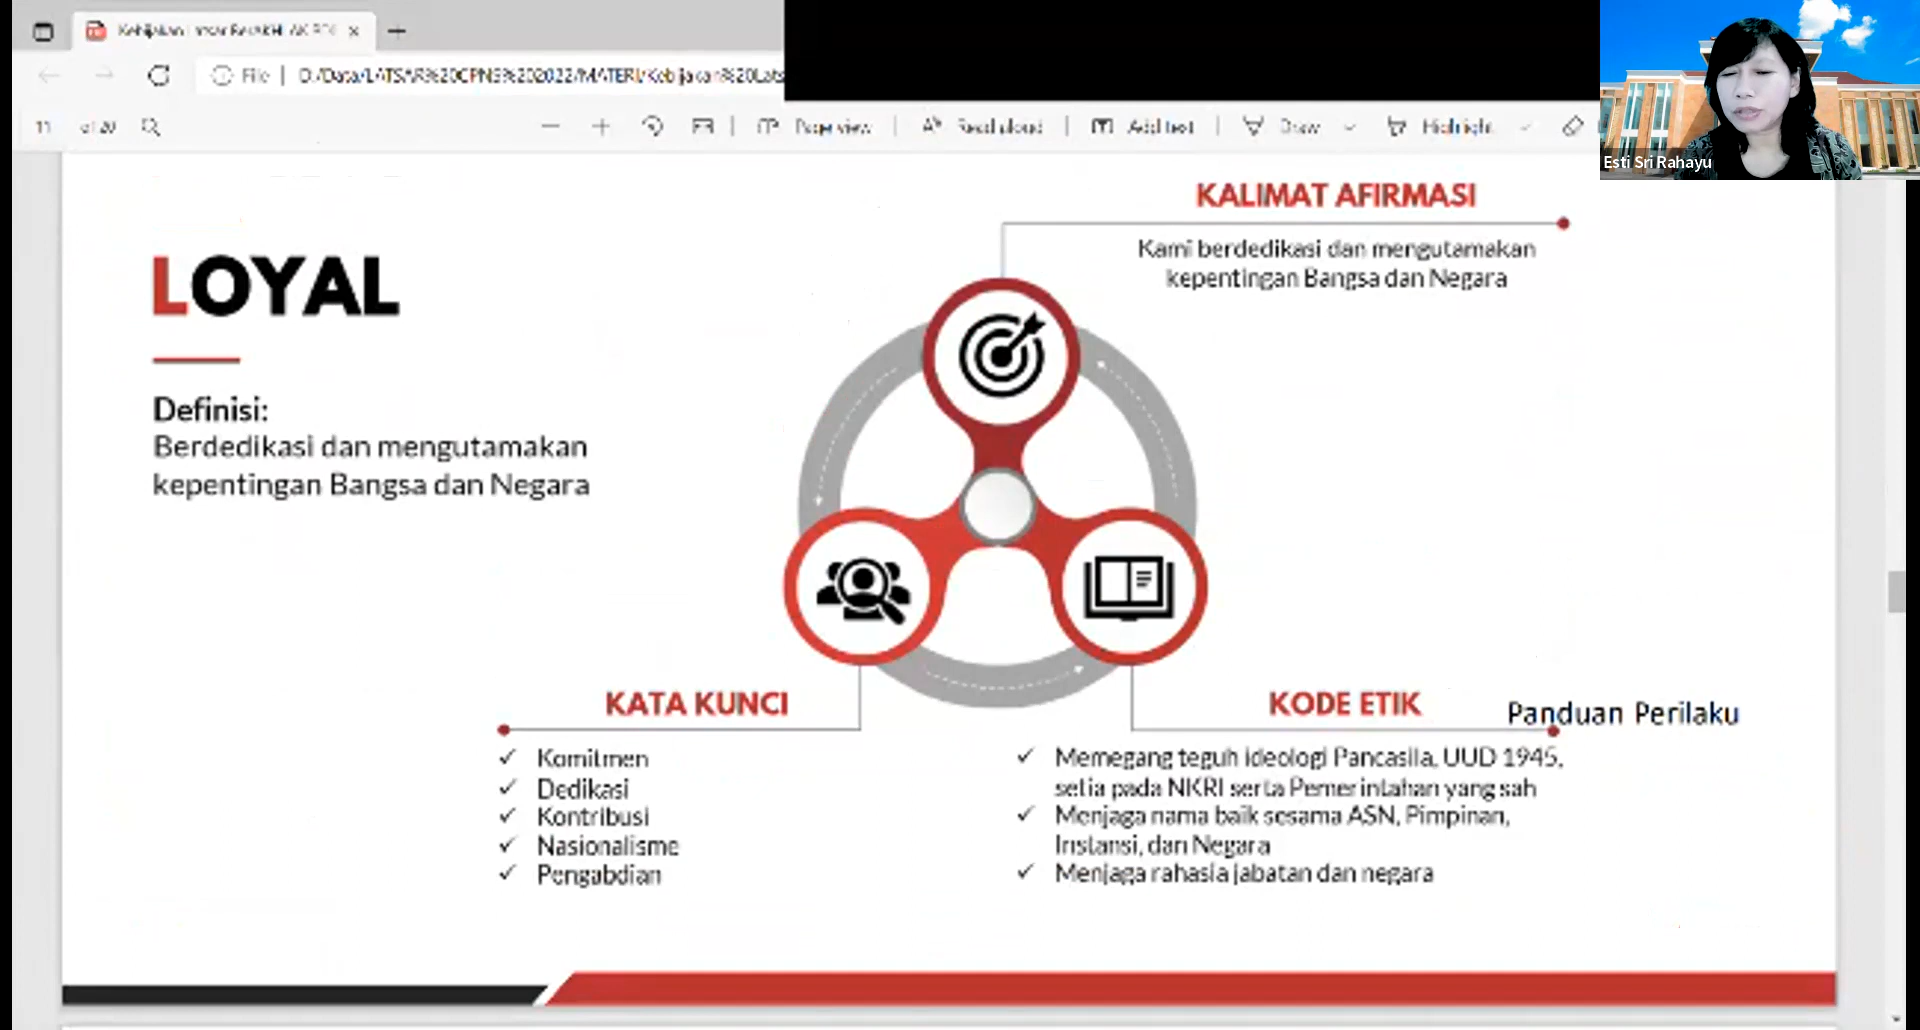 Kebijakan Latsar BerAKHLAK
File | D:/Data/LATSAR%20CPNS%202022/MATERI/Kebijakan%20Lats
11 of 20
Page view | Read aloud | Add text | Draw Highlight
Esti Sri Rahayu
KALIMAT AFIRMASI
Kami berdedikasi dan mengutamakan
kepentingan Bangsa dan Negara
LOYAL
Definisi:
Berdedikasi dan mengutamakan
kepentingan Bangsa dan Negara
KATA KUNCI
✓ Komitmen
✓ Dedikasi
✓ Kontribusi
✓ Nasionalisme
✓ Pengabdian
KODE ETIK
Panduan Perilaku
✓ Memegang teguh ideologi Pancasila, UUD 1945,
setia pada NKRI serta Pemerintahan yang sah
✓ Menjaga nama baik sesama ASN, Pimpinan,
Instansi, dan Negara
✓ Menjaga rahasia jabatan dan negara